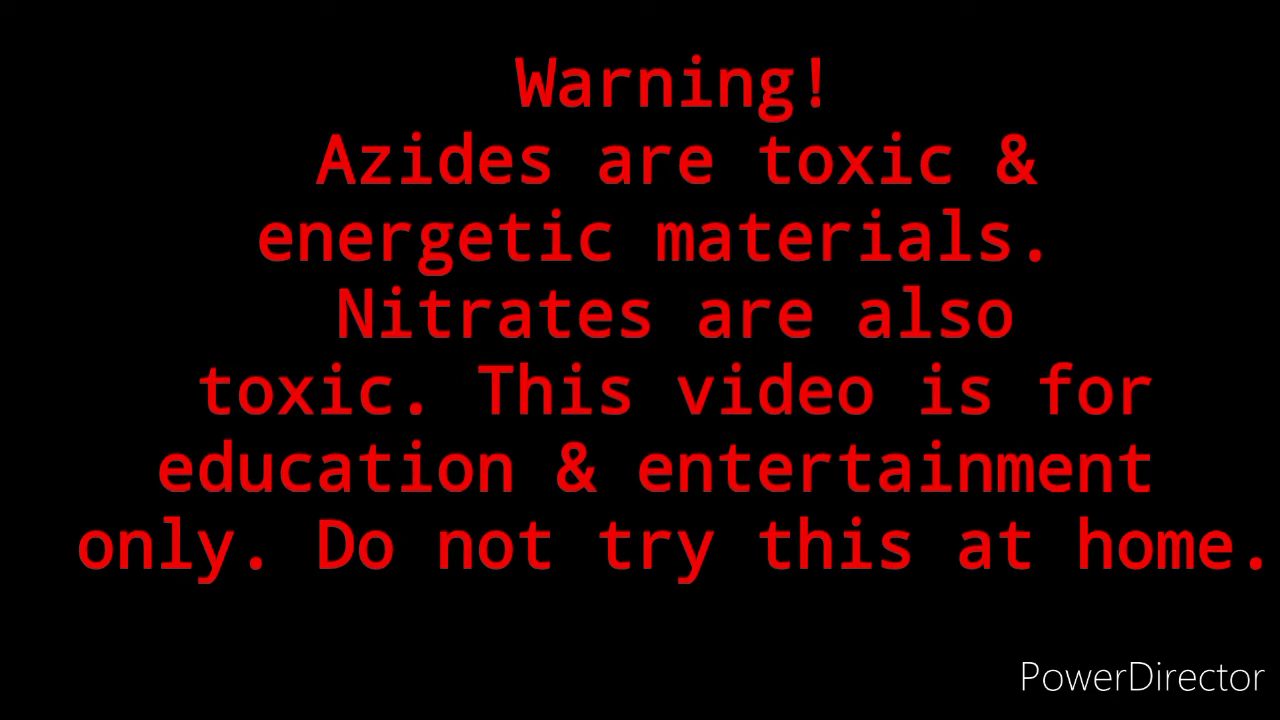 Warning!
Azides are toxic &
energetic materials.
Nitrates are also
toxic. This video is for
education & entertainment
only. Do not try this at home.
PowerDirector